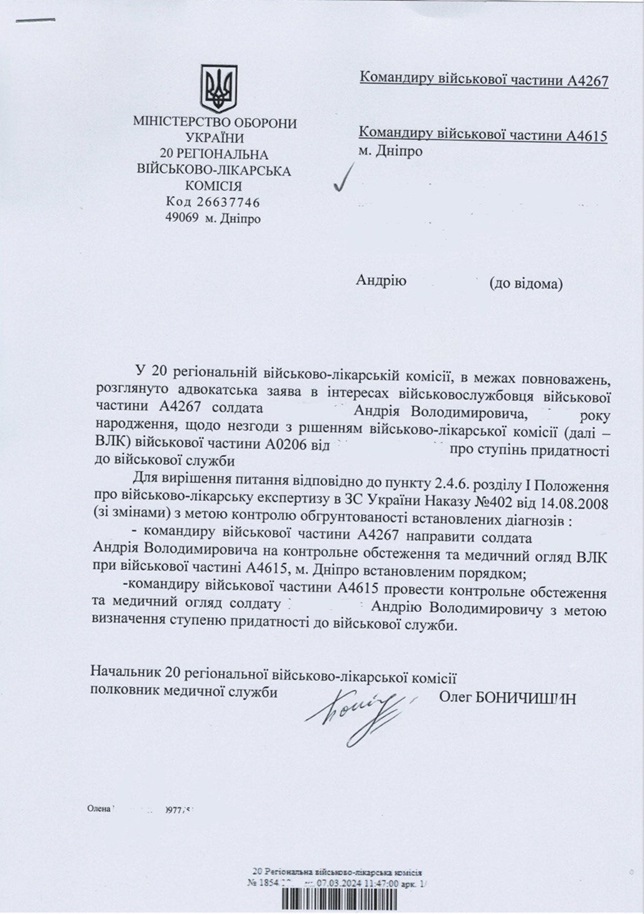 Командиру військової частини А4267
МІНІСТЕРСТВО ОБОРОНИ
УКРАЇНИ
20 РЕГІОНАЛЬНА
ВІЙСЬКОВО-ЛІКАРСЬКА
КОМІСІЯ
Код 26637746
49069 м. Дніпро
Командиру військової частини А4615
м. Дніпро
Андрію (до відома)
У 20 регіональній військово-лікарській комісії, в межах повноважень,
розглянуто адвокатська заява в інтересах військовослужбовця військової
частини А4267 солдата Андрія Володимировича, року
народження, щодо незгоди з рішенням військово-лікарської комісії (далі –
ВЛК) військової частини А0206 від про ступінь придатності
до військової служби
Для вирішення питання відповідно до пункту 2.4.6. розділу І Положення
про військово-лікарську експертизу в ЗС України Наказу №402 від 14.08.2008
(зі змінами) з метою контролю обгрунтованості встановлених діагнозів :
- командиру військової частини А4267 направити солдата
Андрія Володимировича на контрольне обстеження та медичний огляд ВЛК
при військовій частині А4615, м. Дніпро встановленим порядком;
-командиру військової частини А4615 провести контрольне обстеження
та медичний огляд солдату Андрію Володимировичу з метою
визначення ступеню придатності до військової служби.
Начальник 20 регіональної військово-лікарської комісії
полковник медичної служби Олег БОНИЧИШИН
Олена
20 Регіональна військово-лікарська комісія
№ 1854 07.03.2024 11:47:00 арк. 1/